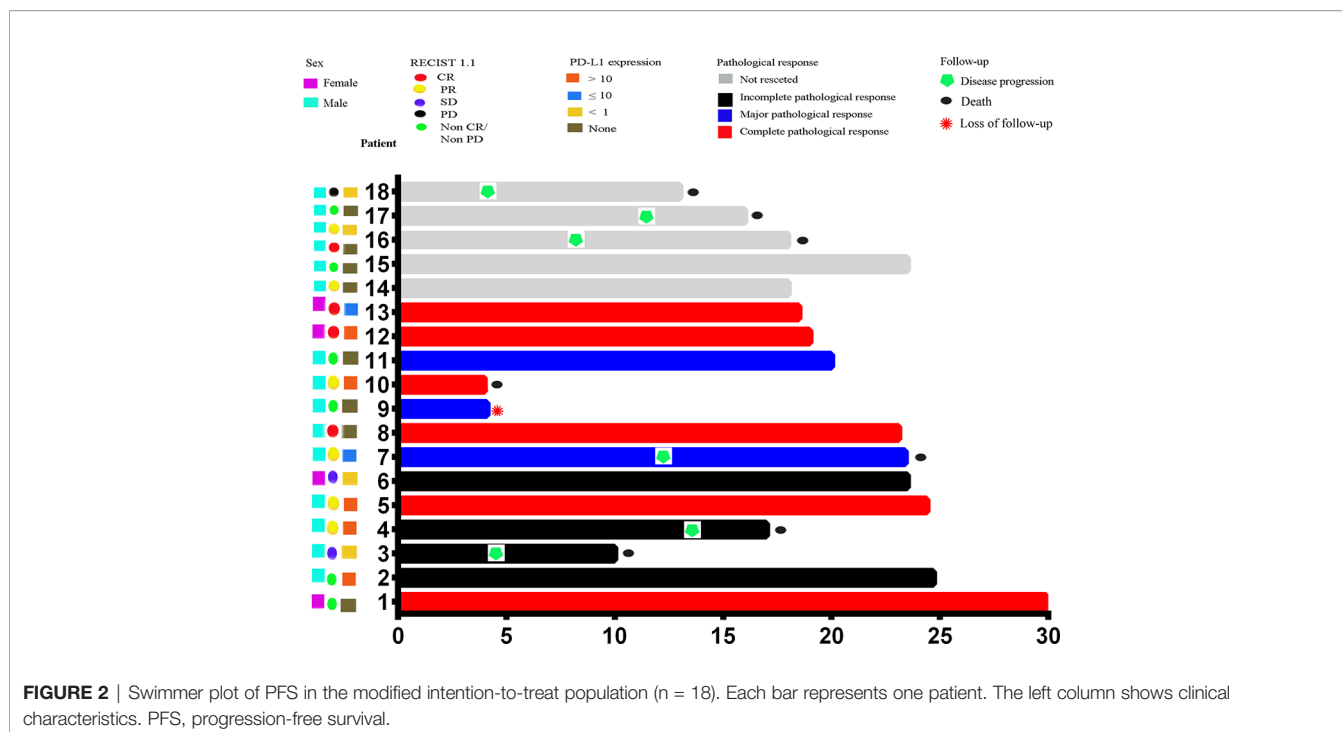 Sex
Female
Male
RECIST 1.1
CR
PR
SD
PD
Non CR/
Non PD
PD-L1 expression
> 10
≤ 10
< 1
None
Pathological response
Not resceted
Incomplete pathological response
Major pathological response
Complete pathological response
Follow-up
Disease progression
Death
Loss of follow-up
Patient
18
17
16
15
14
13
12
11
10
9
8
7
6
5
4
3
2
1
0 5 10 15 20 25 30
FIGURE 2 | Swimmer plot of PFS in the modified intention-to-treat population (n = 18). Each bar represents one patient. The left column shows clinical
characteristics. PFS, progression-free survival.